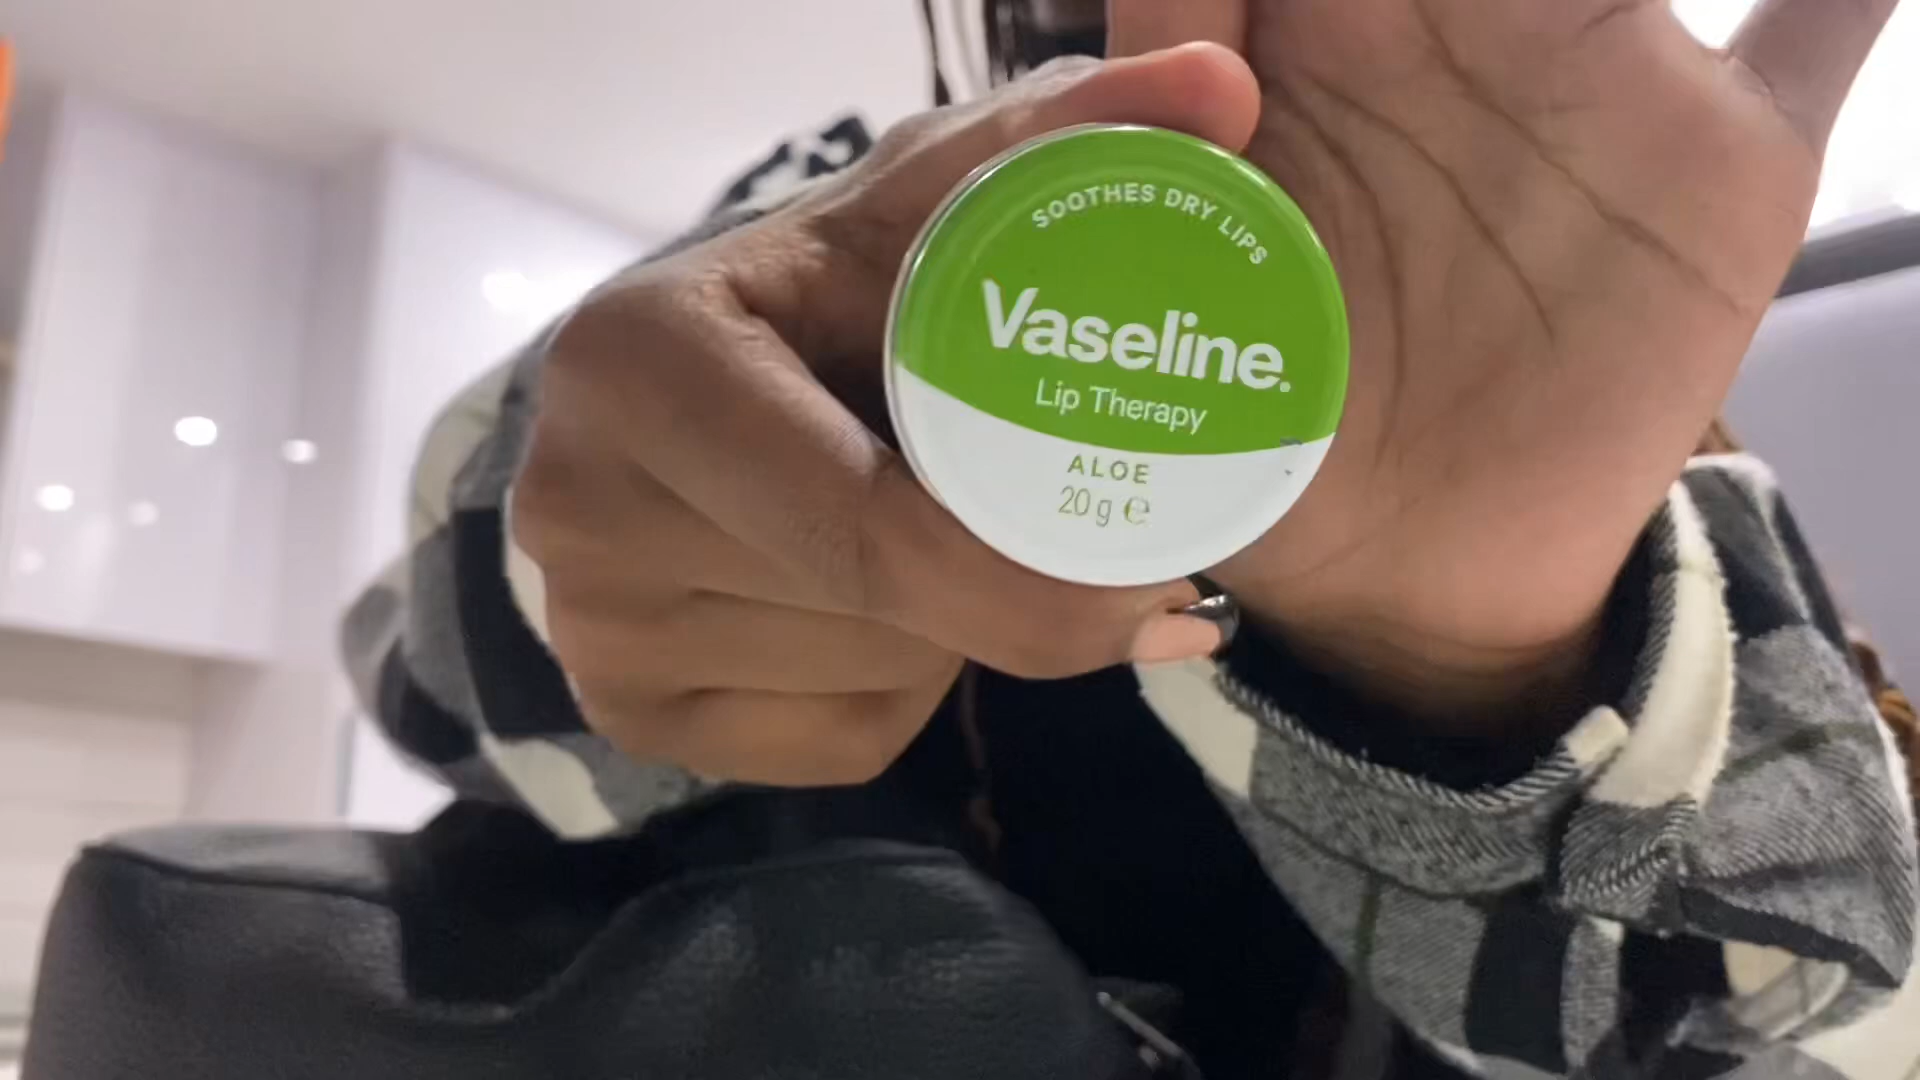 SOOTHES DRY LIPS
Vaseline.
Lip Therapy
ALOE
20 g ℮